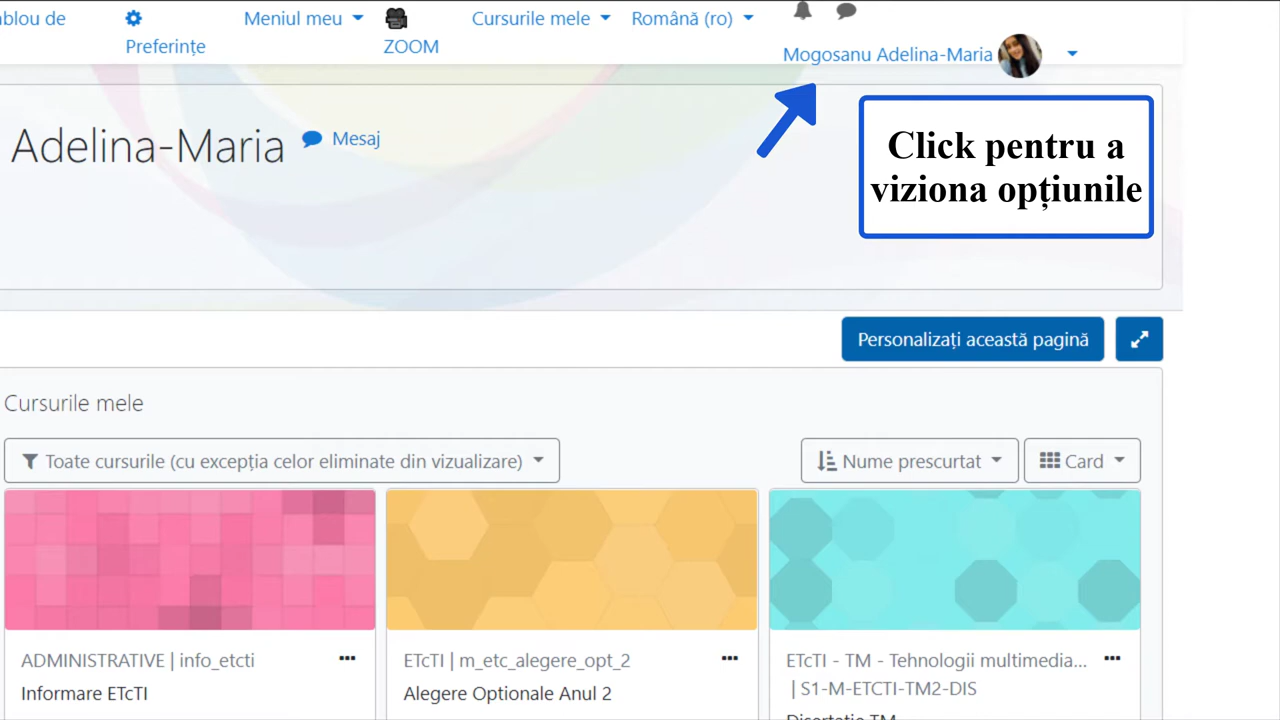 de
Preferințe
Meniul meu
ZOOM
Cursurile mele
Română (ro)
Mogosanu Adelina-Maria
Adelina-Maria
Mesaj
Click pentru a
viziona opțiunile
Personalizați această pagină
Cursurile mele
Toate cursurile (cu excepția celor eliminate din vizualizare)
Nume prescurtat
Card
ADMINISTRATIVE | info_etcti
Informare ETcTI
ETcTI | m_etc_alegere_opt_2
Alegere Optionale Anul 2
ETcTI - TM - Tehnologii multimedia...
| S1-M-ETCTI-TM2-DIS
Disertatie TM